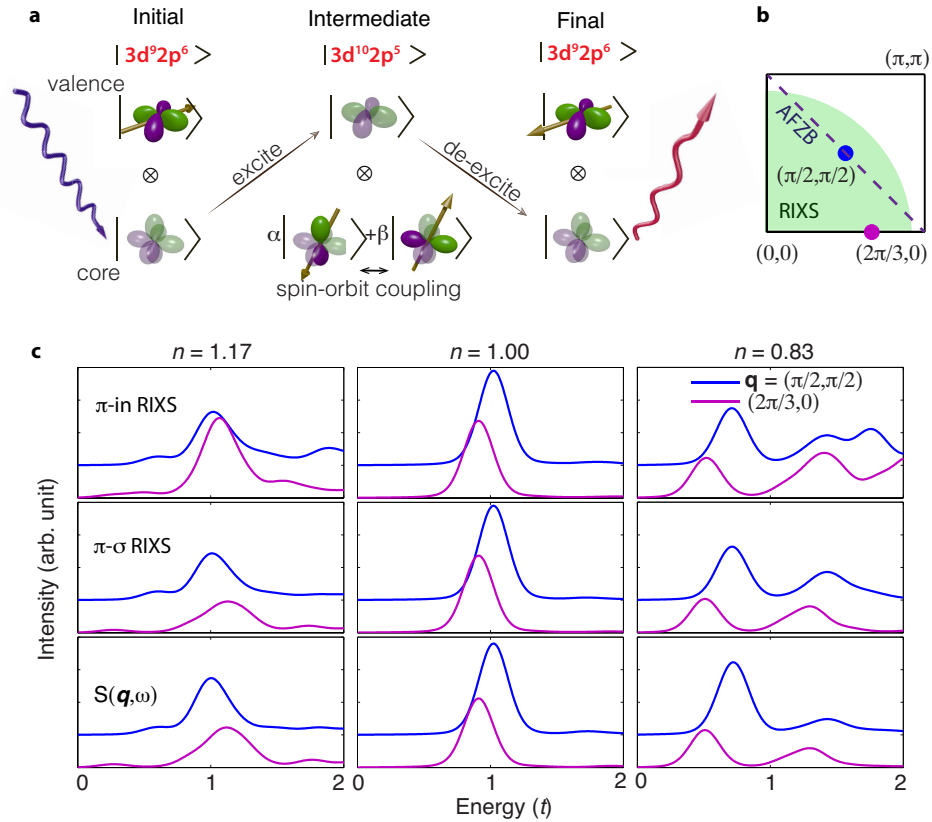 a
Initial
Intermediate
Final
b
| 3d⁹2p⁶ ⟩
| 3d¹⁰2p⁵ ⟩
| 3d⁹2p⁶ ⟩
(π,π)
valence
AFZB
excite
de-excite
⊗
⊗
⊗
(π/2,π/2)
RIXS
α
+β
core
spin-orbit coupling
(0,0)
(2π/3,0)
c
n = 1.17
n = 1.00
n = 0.83
π-in RIXS
q = (π/2,π/2)
(2π/3,0)
π-σ RIXS
S(q,ω)
Intensity (arb. unit)
0 1 2
0 1 2
0 1 2
Energy (t)